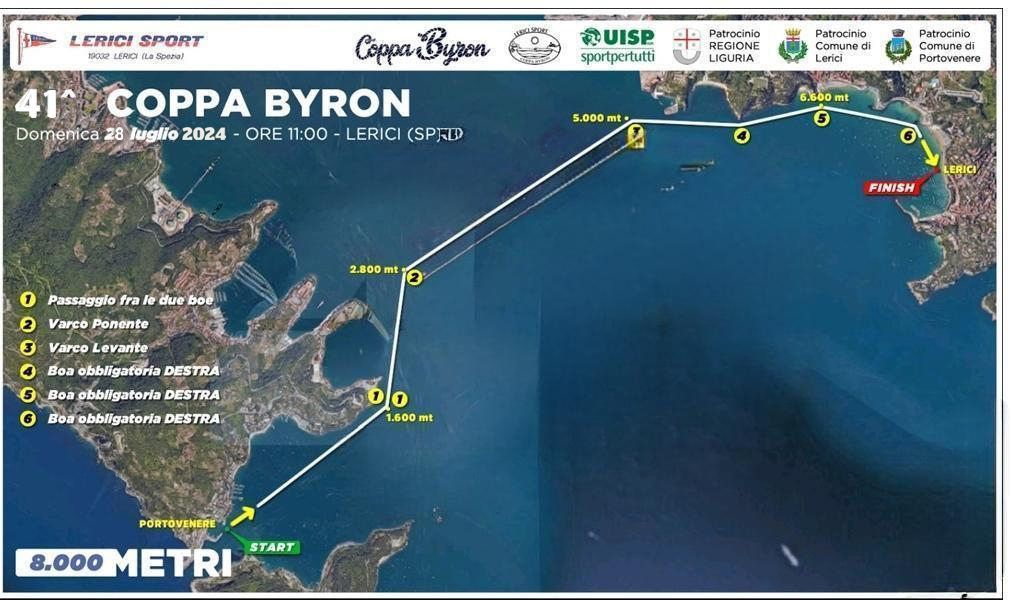 LERICI SPORT
19032 LERICI (La Spezia)
Coppa Byron
LERICI SPORT
COPPA BYRON
UISP
sportpertutti
Patrocinio
REGIONE
LIGURIA
Patrocinio
Comune di
Lerici
Patrocinio
Comune di
Portovenere
41^ COPPA BYRON
Domenica 28 luglio 2024 - ORE 11:00 - LERICI (SP)
6.600 mt
5.000 mt
3
4
5
6
LERICI
FINISH
2.800 mt
2
1 Passaggio fra le due boe
2 Varco Ponente
3 Varco Levante
4 Boa obbligatoria DESTRA
5 Boa obbligatoria DESTRA
6 Boa obbligatoria DESTRA
1 1
1.600 mt
PORTOVENERE
START
8.000 METRI